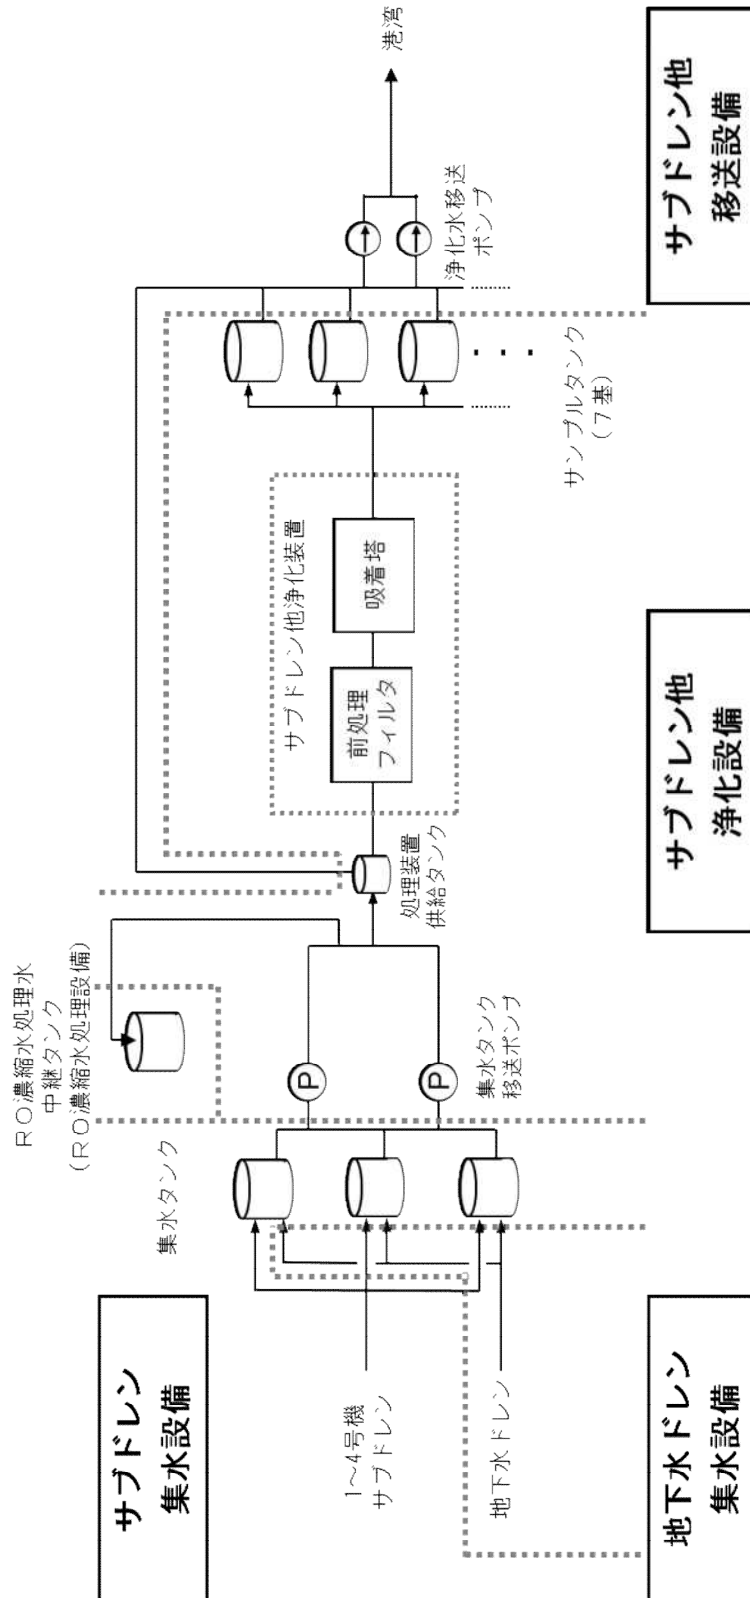 サブドレン
集水設備
地下水ドレン
集水設備
1～4号機
サブドレン
地下水ドレン
集水タンク
RO濃縮水処理水
中継タンク
(RO濃縮水処理設備)
P
P
集水タンク
移送ポンプ
処理装置
供給タンク
サブドレン他浄化装置
前処理
フィルタ
吸着塔
サブドレン他
浄化設備
サンプルタンク
(7基)
浄化水移送
ポンプ
港湾
サブドレン他
移送設備